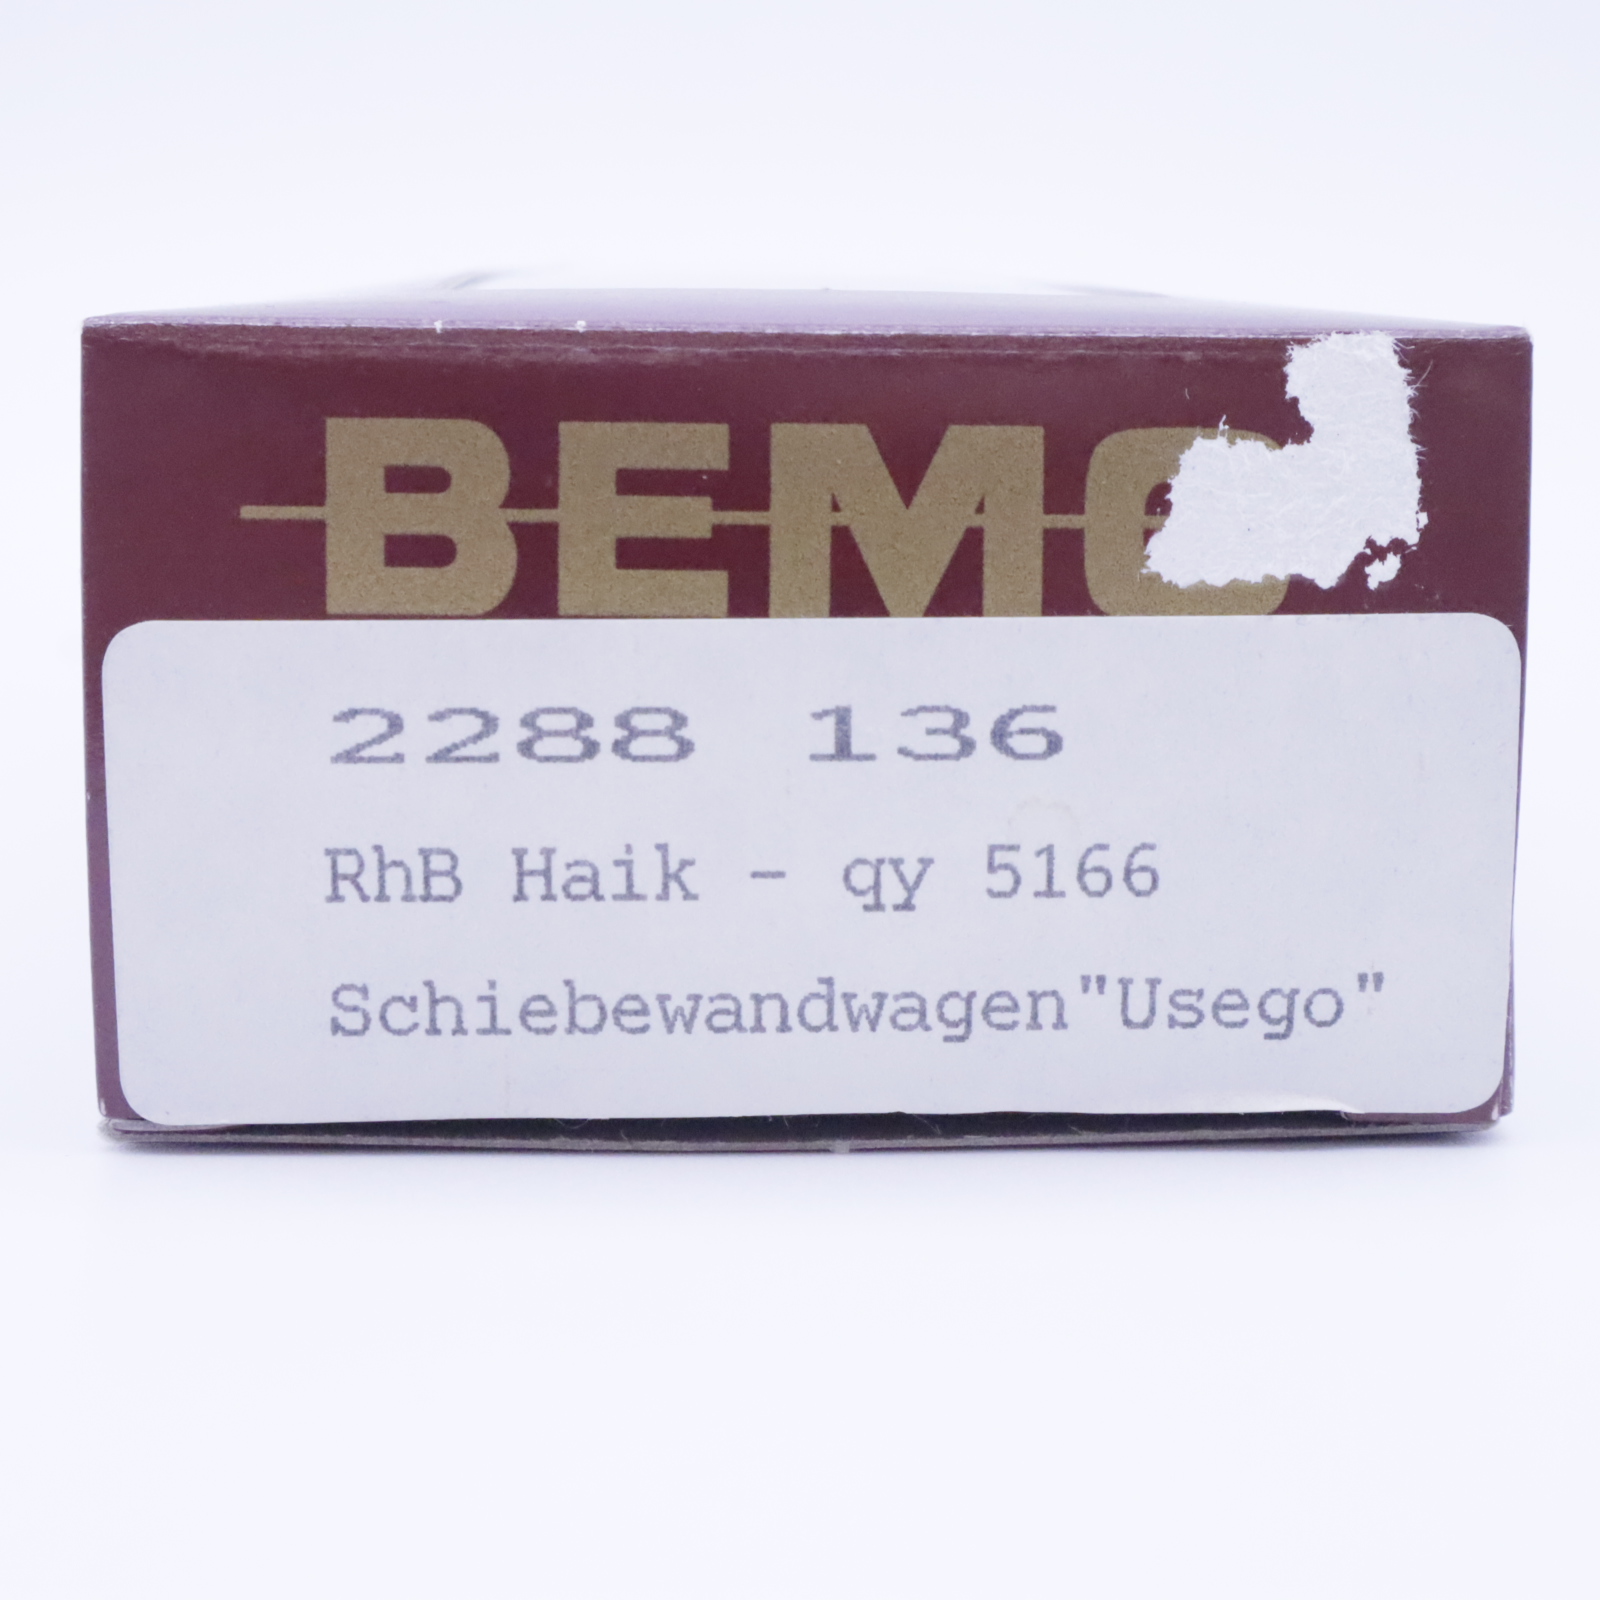 BEMO
2288 136
RhB Haik - qy 5166
Schiebewandwagen"Usego"